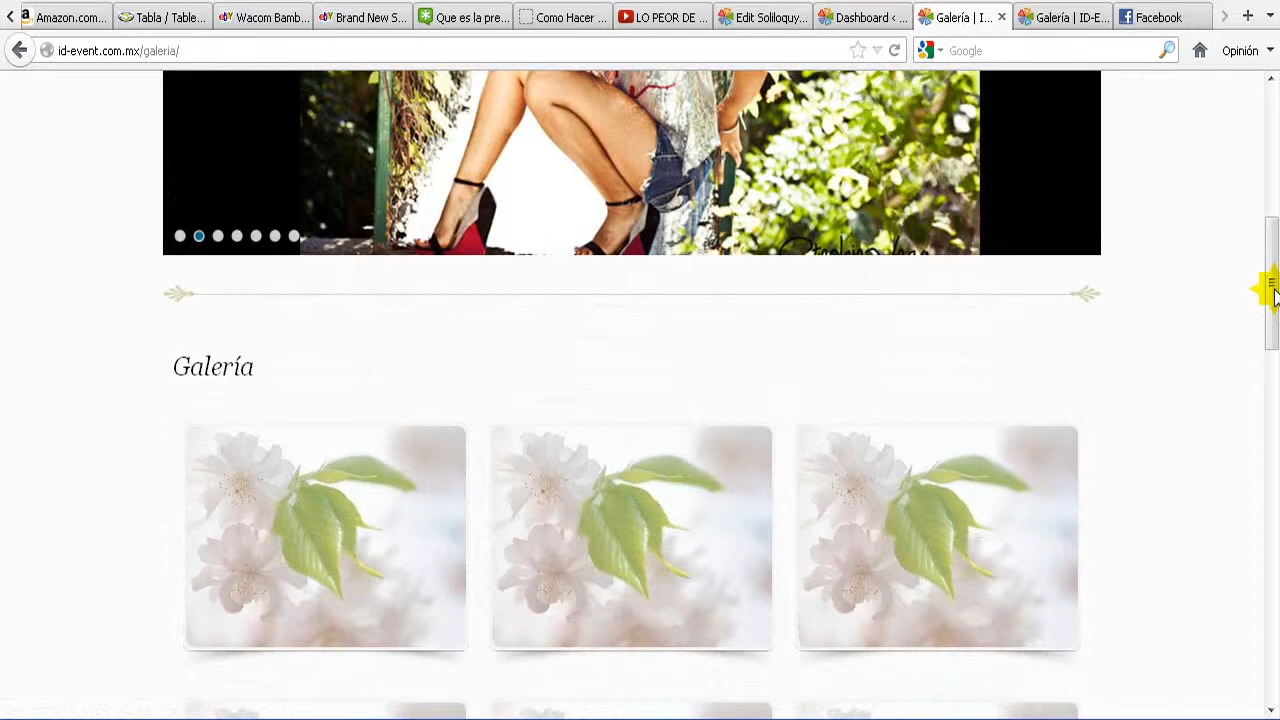 Amazon.com...
Tabla / Table...
Wacom Bamb...
Brand New S...
Que es la pre...
Como Hacer ...
LO PEOR DE ...
Edit Soliloquy...
Dashboard ‹ ...
Galería | I...
Galería | ID-E...
Facebook
id-event.com.mx/galeria/
Google
Opinión
Galería